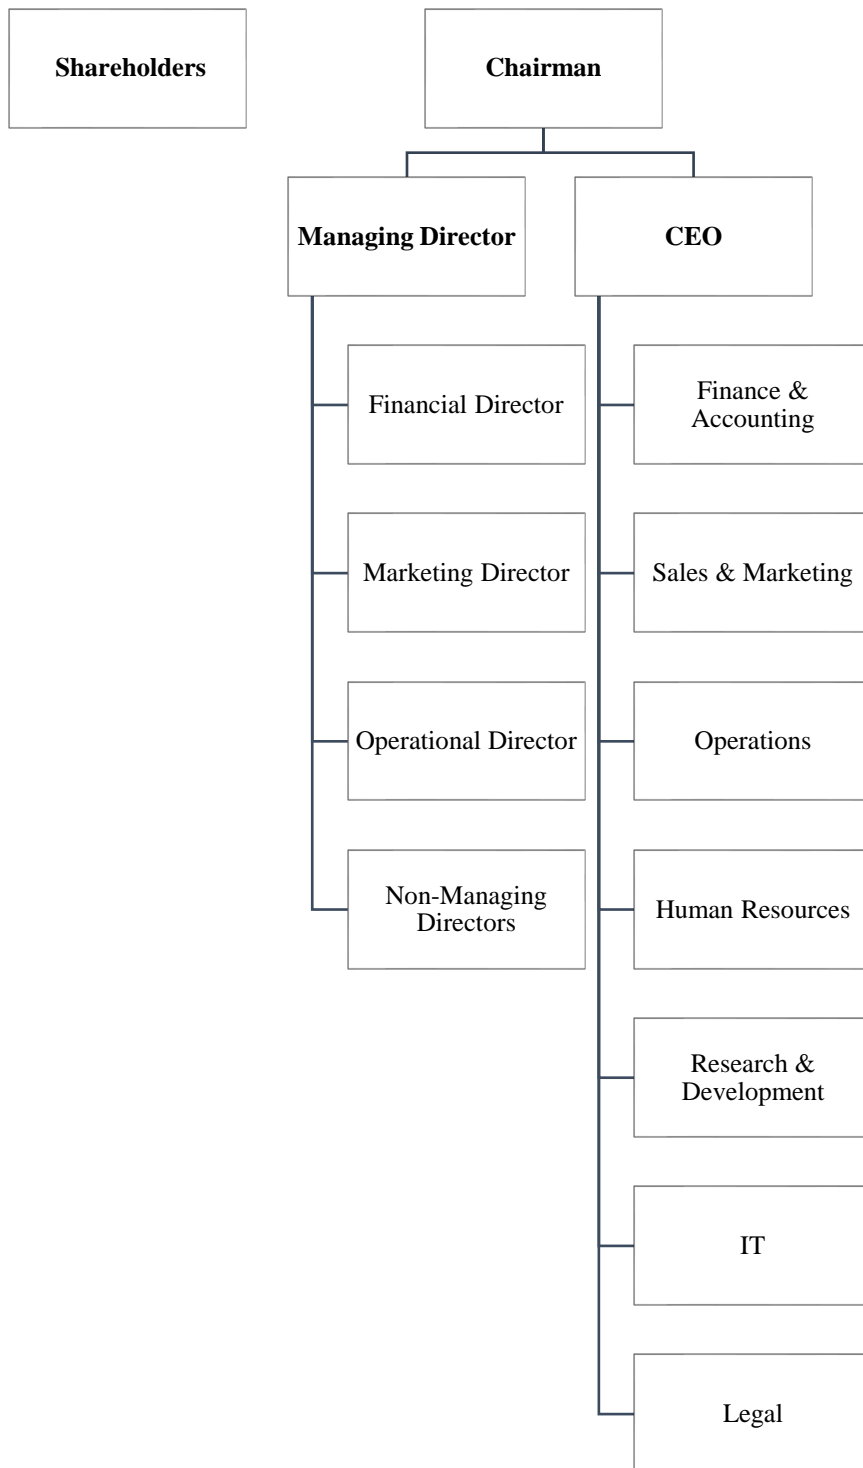 Shareholders
Chairman
Managing Director
CEO
Financial Director
Finance &
Accounting
Marketing Director
Sales & Marketing
Operational Director
Operations
Non-Managing
Directors
Human Resources
Research &
Development
IT
Legal